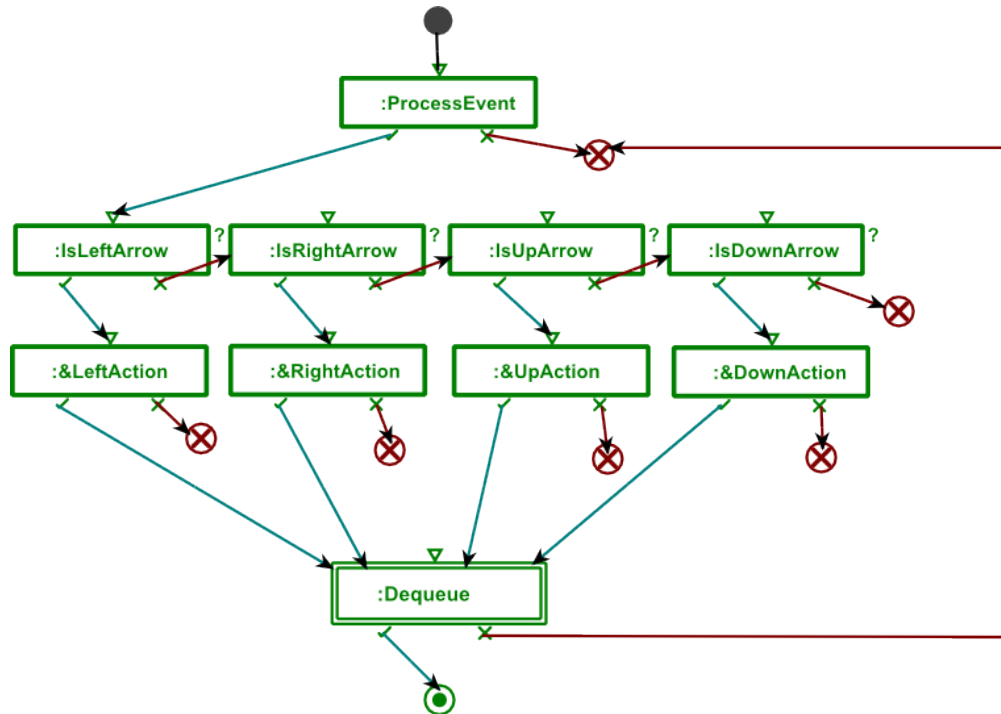 :ProcessEvent
:IsLeftArrow ?
:IsRightArrow ?
:IsUpArrow ?
:IsDownArrow ?
:&LeftAction
:&RightAction
:&UpAction
:&DownAction
:Dequeue